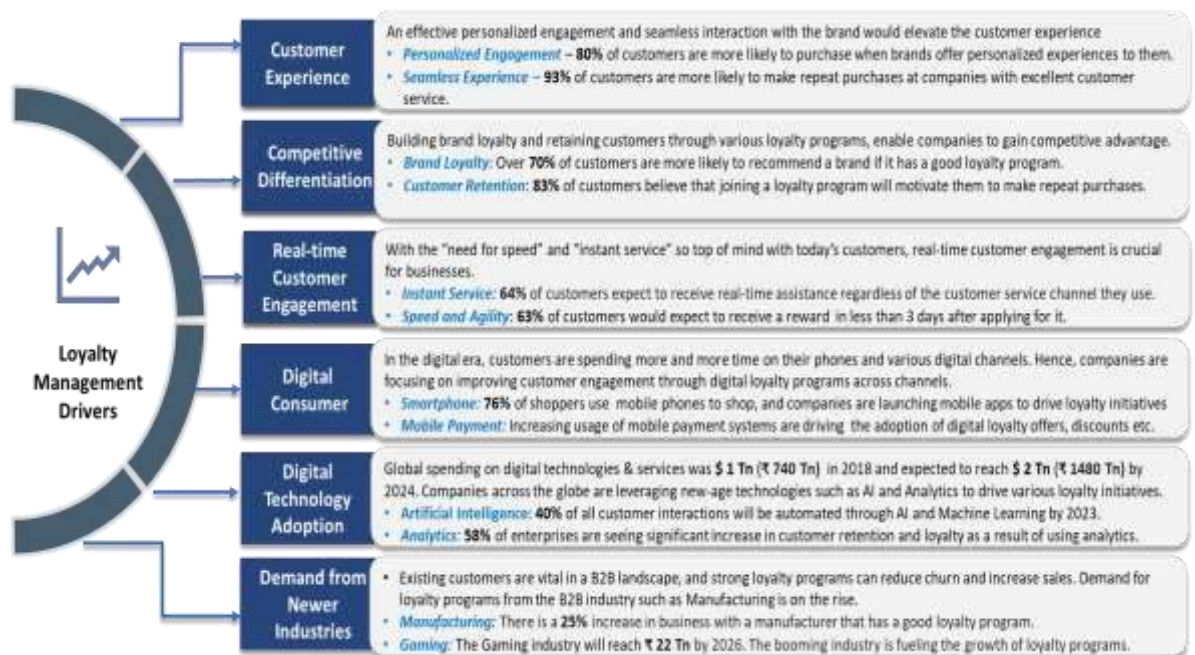 Loyalty
Management
Drivers
Customer
Experience
An effective personalized engagement and seamless interaction with the brand would elevate the customer experience
• Personalized Engagement – 80% of customers are more likely to purchase when brands offer personalized experiences to them.
• Seamless Experience – 93% of customers are more likely to make repeat purchases at companies with excellent customer
service.
Competitive
Differentiation
Building brand loyalty and retaining customers through various loyalty programs, enable companies to gain competitive advantage.
• Brand Loyalty: Over 70% of customers are more likely to recommend a brand if it has a good loyalty program.
• Customer Retention: 83% of customers believe that joining a loyalty program will motivate them to make repeat purchases.
Real-time
Customer
Engagement
With the "need for speed" and "instant service" so top of mind with today's customers, real-time customer engagement is crucial
for businesses.
• Instant Service: 64% of customers expect to receive real-time assistance regardless of the customer service channel they use.
• Speed and Agility: 63% of customers would expect to receive a reward in less than 3 days after applying for it.
Digital
Consumer
In the digital era, customers are spending more and more time on their phones and various digital channels. Hence, companies are
focusing on improving customer engagement through digital loyalty programs across channels.
• Smartphone: 76% of shoppers use mobile phones to shop, and companies are launching mobile apps to drive loyalty initiatives
• Mobile Payment: Increasing usage of mobile payment systems are driving the adoption of digital loyalty offers, discounts etc.
Digital
Technology
Adoption
Global spending on digital technologies & services was $ 1 Tn (₹ 740 Tn) in 2018 and expected to reach $ 2 Tn (₹ 1480 Tn) by
2024. Companies across the globe are leveraging new-age technologies such as AI and Analytics to drive various loyalty initiatives.
• Artificial Intelligence: 40% of all customer interactions will be automated through AI and Machine Learning by 2023.
• Analytics: 58% of enterprises are seeing significant increase in customer retention and loyalty as a result of using analytics.
Demand from
Newer
Industries
• Existing customers are vital in a B2B landscape, and strong loyalty programs can reduce churn and increase sales. Demand for
loyalty programs from the B2B industry such as Manufacturing is on the rise.
• Manufacturing: There is a 25% increase in business with a manufacturer that has a good loyalty program.
• Gaming: The Gaming industry will reach ₹ 22 Tn by 2026. The booming industry is fueling the growth of loyalty programs.